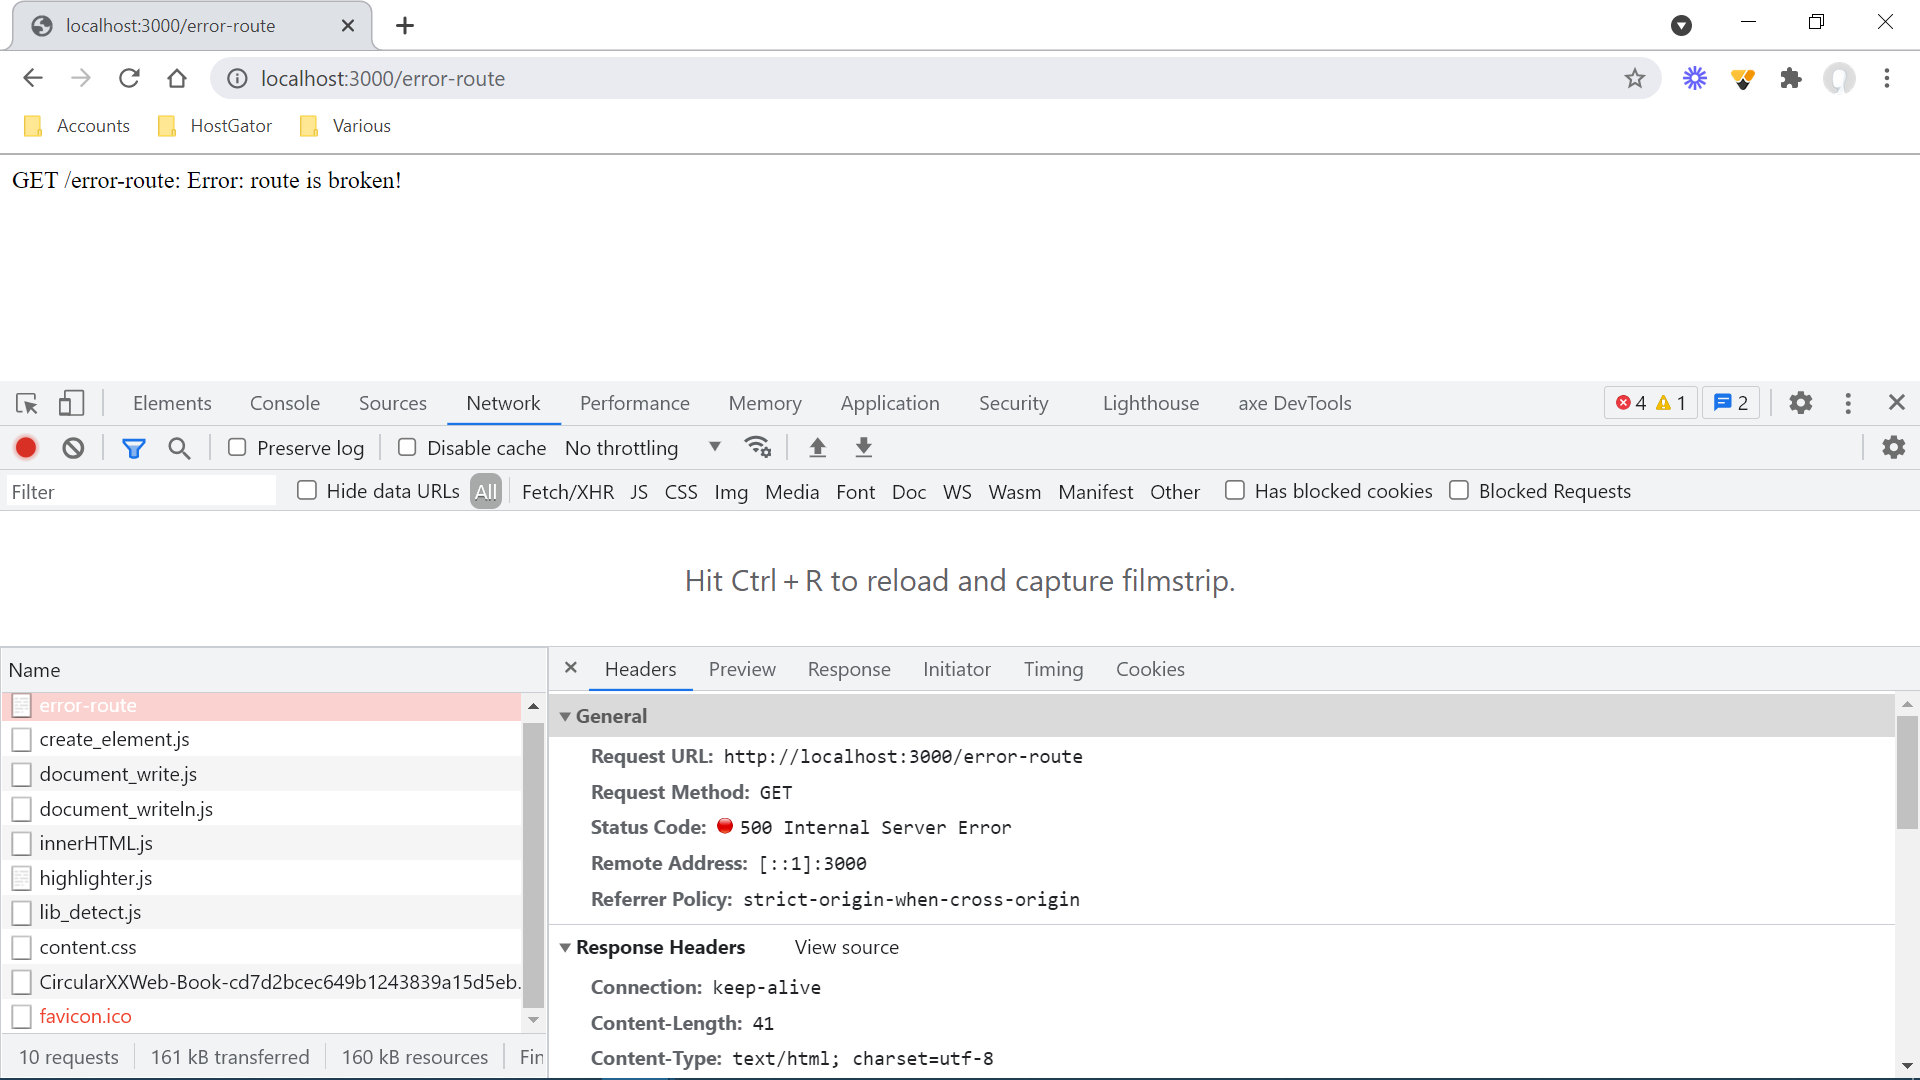 localhost:3000/error-route
localhost:3000/error-route
Accounts HostGator Various
GET /error-route: Error: route is broken!
Elements Console Sources Network Performance Memory Application Security Lighthouse axe DevTools 4 1 2
Preserve log Disable cache No throttling
Filter Hide data URLs All Fetch/XHR JS CSS Img Media Font Doc WS Wasm Manifest Other Has blocked cookies Blocked Requests
Hit Ctrl + R to reload and capture filmstrip.
Name
error-route
create_element.js
document_write.js
document_writeln.js
innerHTML.js
highlighter.js
lib_detect.js
content.css
CircularXXWeb-Book-cd7d2bcec649b1243839a15d5eb.
favicon.ico
10 requests 161 kB transferred 160 kB resources Fin
Headers Preview Response Initiator Timing Cookies
General
Request URL: http://localhost:3000/error-route
Request Method: GET
Status Code: 500 Internal Server Error
Remote Address: [::1]:3000
Referrer Policy: strict-origin-when-cross-origin
Response Headers View source
Connection: keep-alive
Content-Length: 41
Content-Type: text/html; charset=utf-8